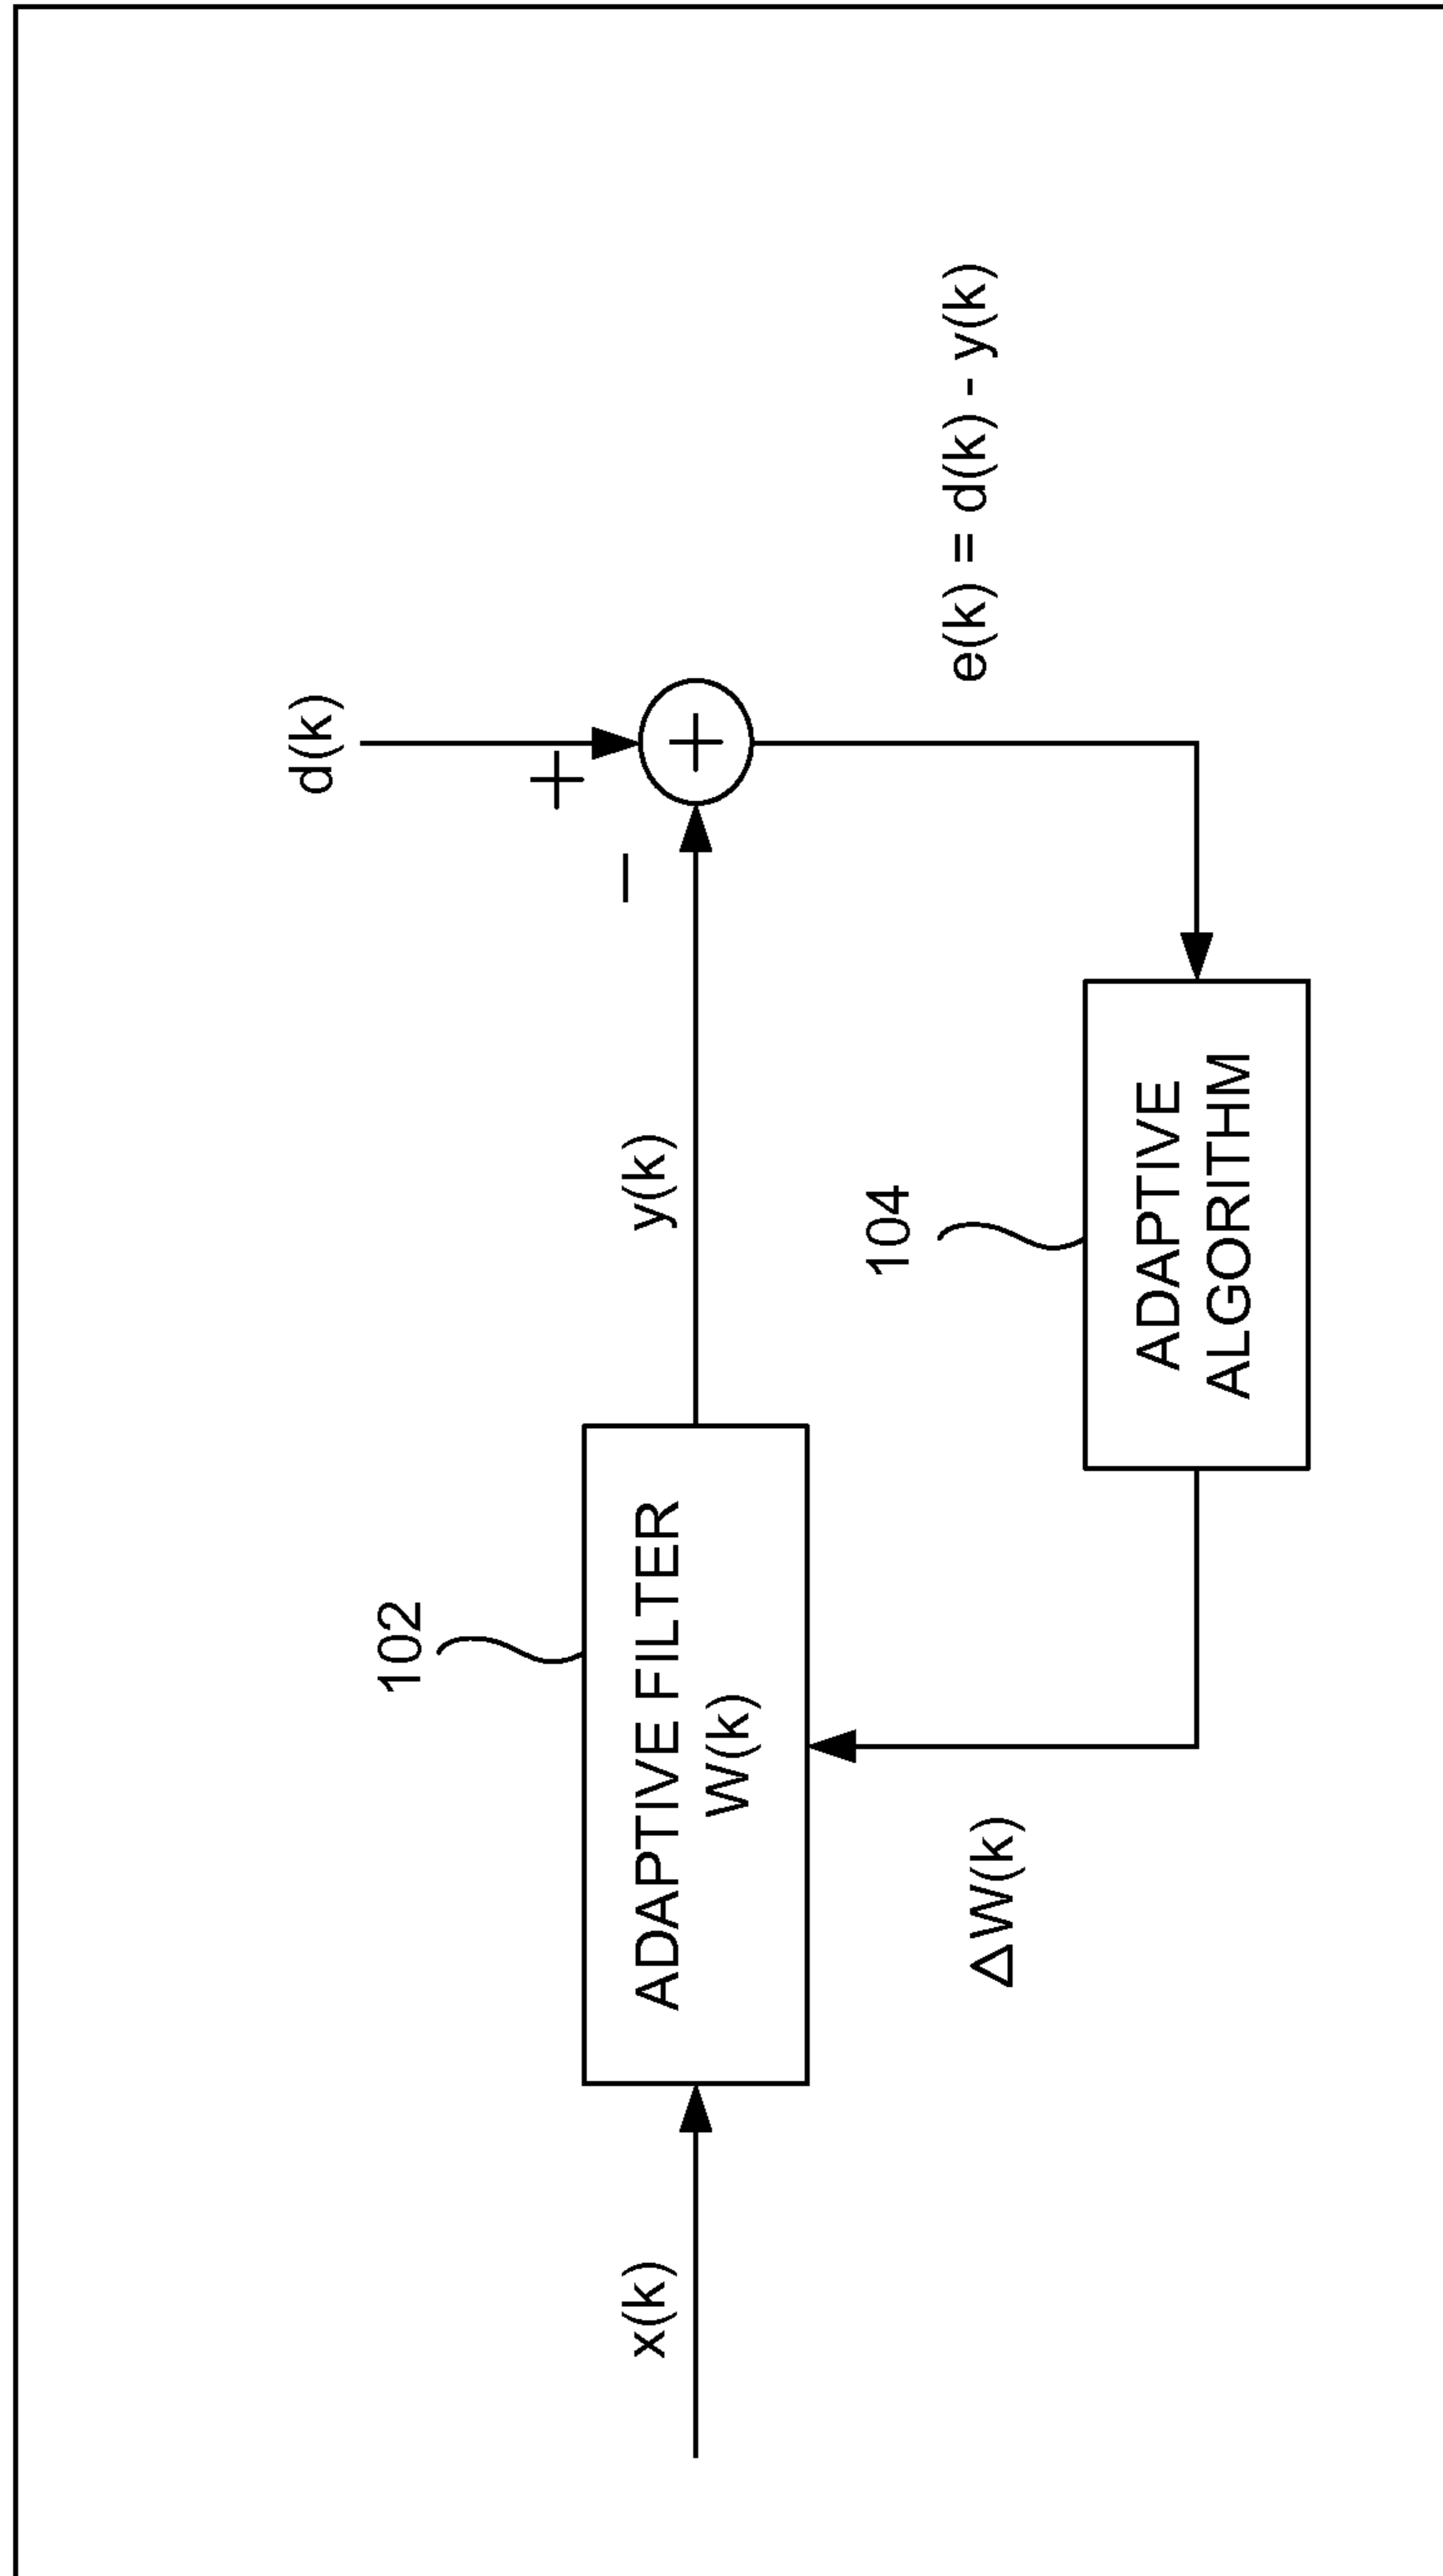 d(k)
102
+
x(k)
ADAPTIVE FILTER
W(k)
y(k)
−
+
104
e(k) = d(k) - y(k)
ΔW(k)
ADAPTIVE
ALGORITHM